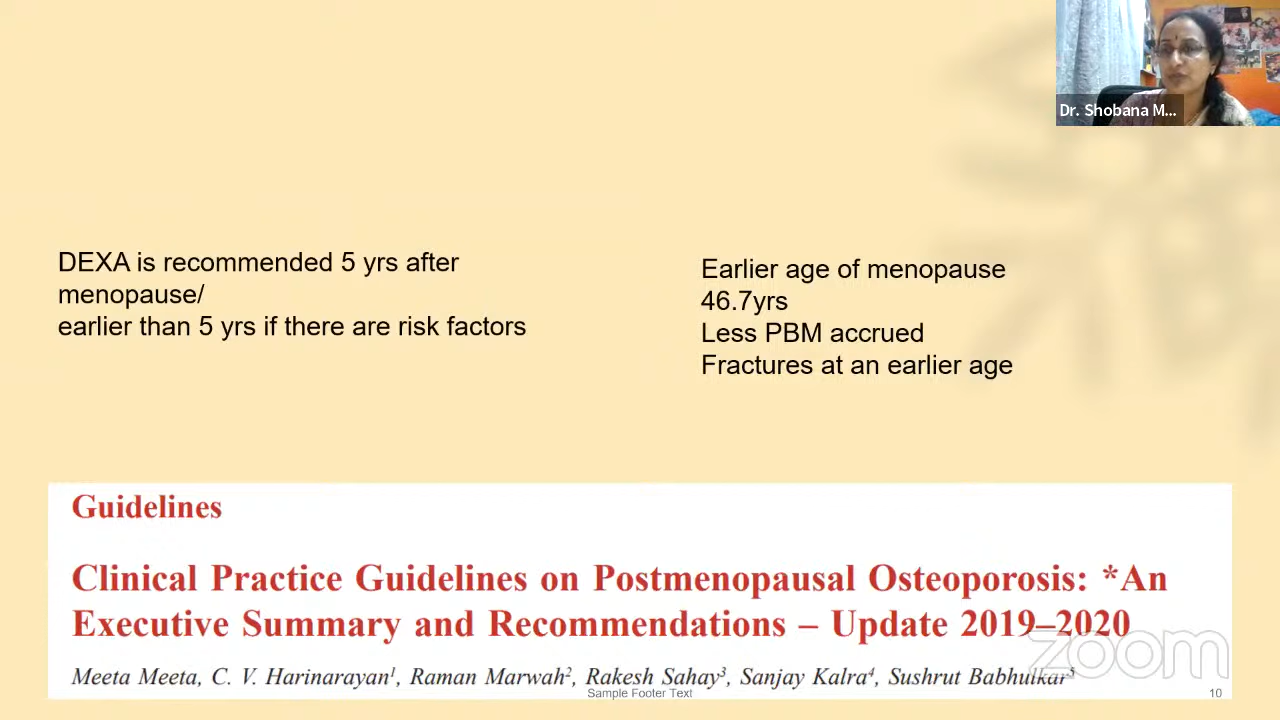 Dr. Shobana M...
DEXA is recommended 5 yrs after
menopause/
earlier than 5 yrs if there are risk factors
Earlier age of menopause
46.7yrs
Less PBM accrued
Fractures at an earlier age
Guidelines
Clinical Practice Guidelines on Postmenopausal Osteoporosis: *An
Executive Summary and Recommendations – Update 2019–2020
Meeta Meeta, C. V. Harinarayan¹, Raman Marwah², Rakesh Sahay³, Sanjay Kalra⁴, Sushrut Babhulkar⁵
zoom
Sample Footer Text
10